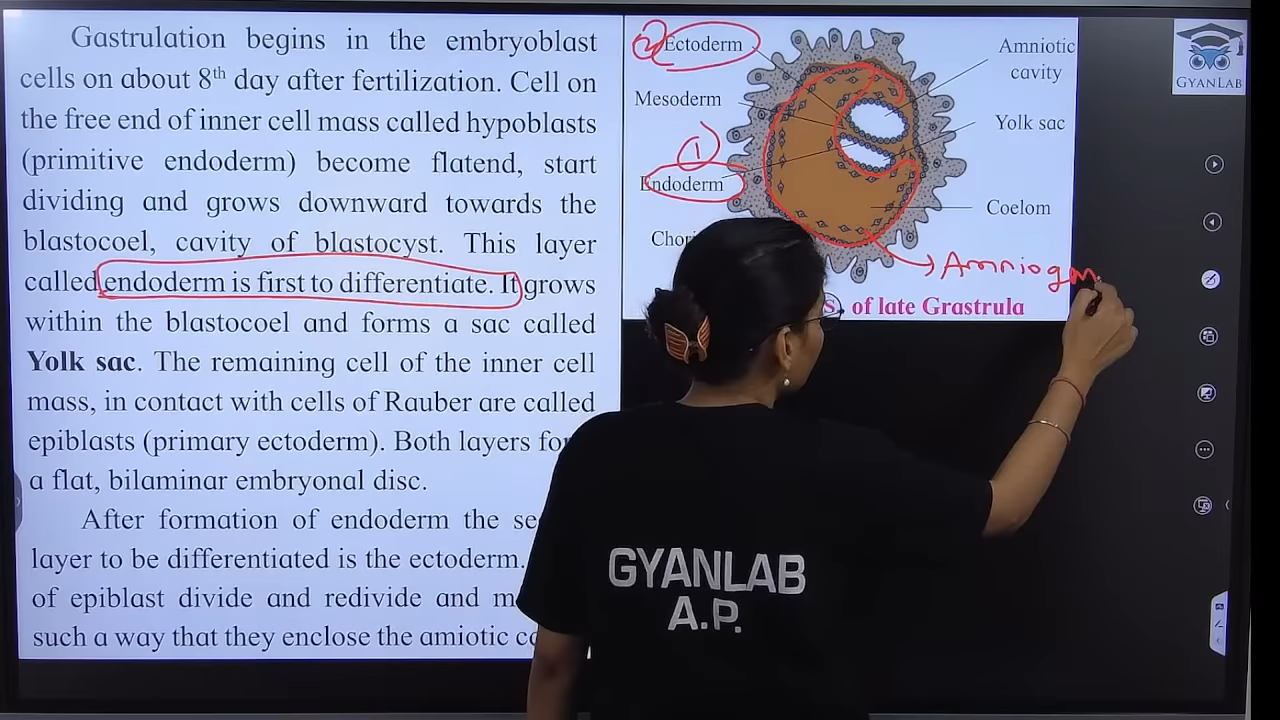 Gastrulation begins in the embryoblast
cells on about 8th day after fertilization. Cell on
the free end of inner cell mass called hypoblasts
(primitive endoderm) become flatend, start
dividing and grows downward towards the
blastocoel, cavity of blastocyst. This layer
called endoderm is first to differentiate. It grows
within the blastocoel and forms a sac called
Yolk sac. The remaining cell of the inner cell
mass, in contact with cells of Rauber are called
epiblasts (primary ectoderm). Both layers
a flat, bilaminar embryonal disc.
After formation of endoderm the
layer to be differentiated is the ectoderm.
of epiblast divide and redivide and
such a way that they enclose the amiotic
2 Ectoderm
Mesoderm
1
Endoderm
Amniotic
cavity
Yolk sac
Coelom
Amniogen
of late Grastrula
GYANLAB
GYANLAB
A.P.